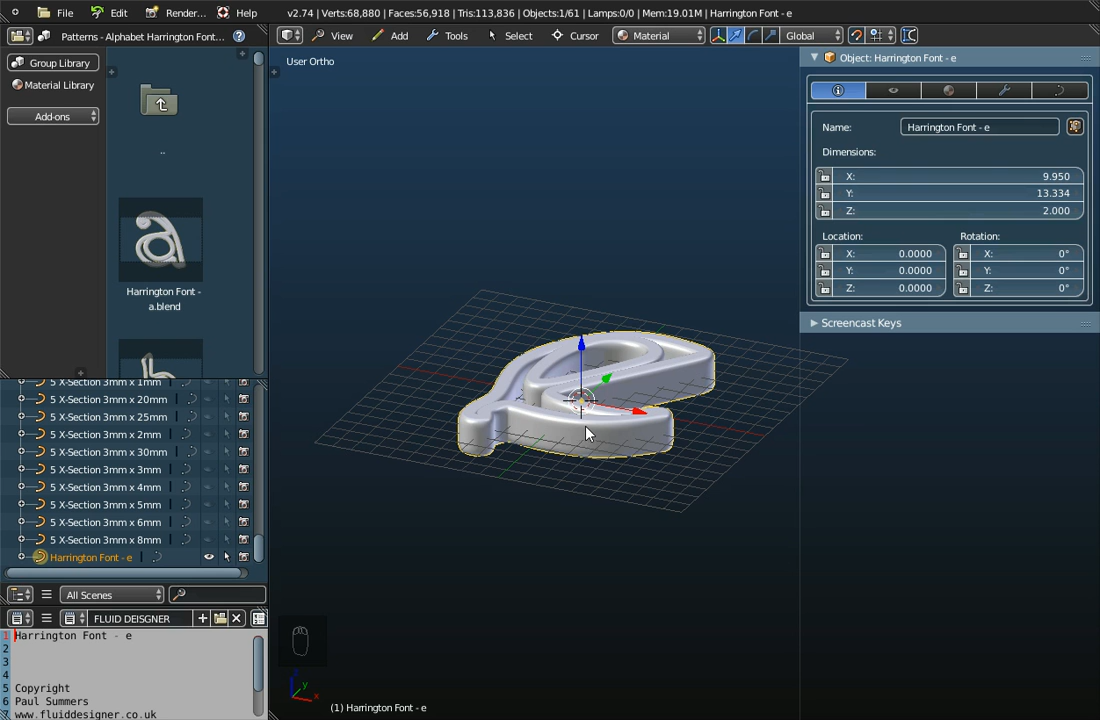 File
Edit
Render...
Help
v2.74 | Verts:68,880 | Faces:56,918 | Tris:113,836 | Objects:1/61 | Lamps:0/0 | Mem:19.01M | Harrington Font - e
Patterns - Alphabet Harrington Font...
View
Add
Tools
Select
Cursor
Material
Global
Group Library
Material Library
Add-ons
..
Harrington Font -
a.blend
User Ortho
Object: Harrington Font - e
Name:
Harrington Font - e
Dimensions:
X: 9.950
Y: 13.334
Z: 2.000
Location:
Rotation:
X: 0.0000
X: 0°
Y: 0.0000
Y: 0°
Z: 0.0000
Z: 0°
Screencast Keys
5 X-Section 3mm x 1mm
5 X-Section 3mm x 20mm
5 X-Section 3mm x 25mm
5 X-Section 3mm x 2mm
5 X-Section 3mm x 30mm
5 X-Section 3mm x 3mm
5 X-Section 3mm x 4mm
5 X-Section 3mm x 5mm
5 X-Section 3mm x 6mm
5 X-Section 3mm x 8mm
Harrington Font - e
All Scenes
FLUID DEISGNER
1 Harrington Font - e
2
3
4
5 Copyright
6 Paul Summers
7 www.fluiddesigner.co.uk
z
y
x
(1) Harrington Font - e